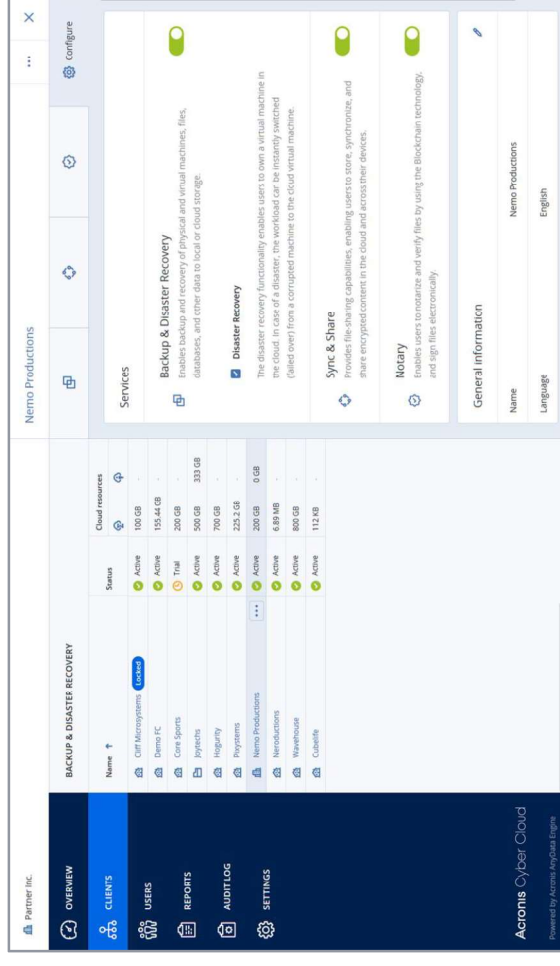 Partner Inc.
OVERVIEW
CLIENTS
USERS
REPORTS
AUDIT LOG
SETTINGS
Acronis Cyber Cloud
Powered by Acronis AnyData Engine
BACKUP & DISASTER RECOVERY
Cloud resources
Name ↑ Status
Cliff Microsystems Locked Active 100 GB -
Demo FC Active 155.44 GB -
Core Sports Trial 200 GB -
Joytechs Active 500 GB 333 GB
Hogurity Active 700 GB -
Pixystems Active 225.2 GB -
Nemo Productions ... Active 200 GB 0 GB
Neroductions Active 6.89 MB -
Wavehouse Active 800 GB -
Cubelife Active 112 KB -
Nemo Productions ... ×
Configure
Services
Backup & Disaster Recovery
Enables backup and recovery of physical and virtual machines, files,
databases, and other data to local or cloud storage.
Disaster Recovery
The disaster recovery functionality enables users to own a virtual machine in
the cloud. In case of a disaster, the workload can be instantly switched
(failed over) from a corrupted machine to the cloud virtual machine.
Sync & Share
Provides file-sharing capabilities, enabling users to store, synchronize, and
share encrypted content in the cloud and across their devices.
Notary
Enables users to notarize and verify files by using the Blockchain technology,
and sign files electronically.
General information
Name Nemo Productions
Language English